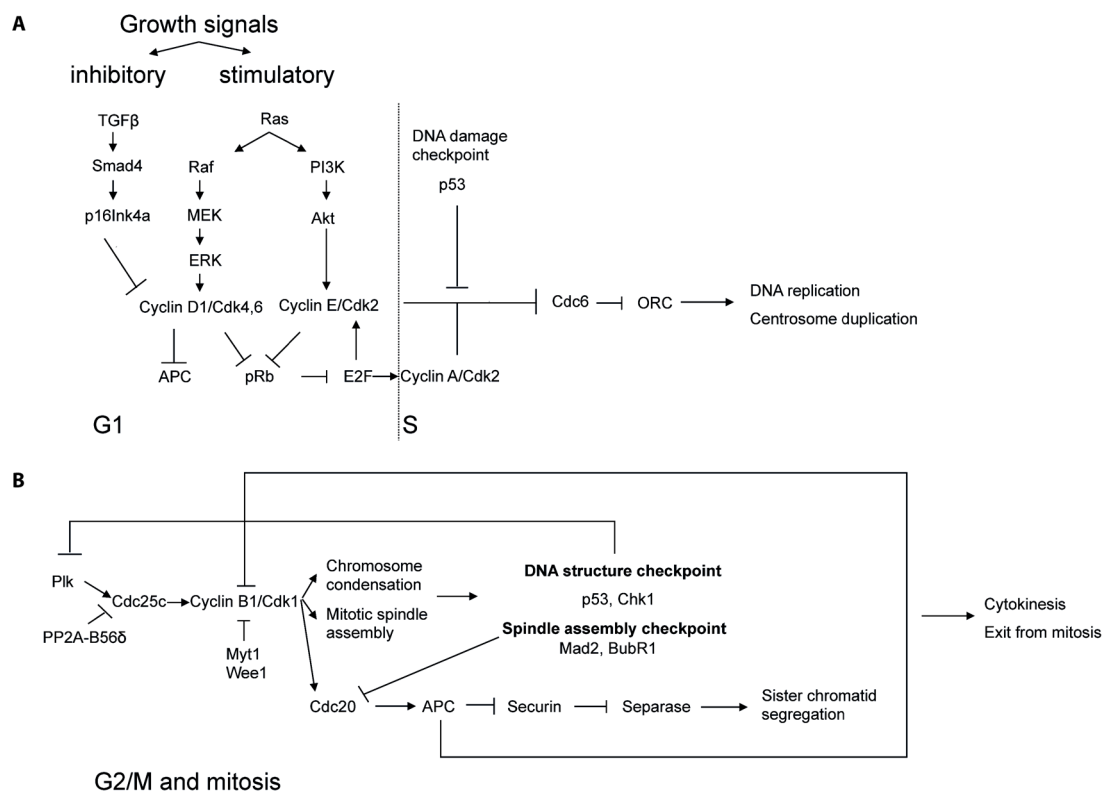 A
Growth signals
inhibitory
stimulatory
TGFβ
Smad4
p16Ink4a
Ras
Raf
MEK
ERK
PI3K
Akt
Cyclin D1/Cdk4,6
Cyclin E/Cdk2
APC
pRb
E2F
Cyclin A/Cdk2
DNA damage
checkpoint
p53
Cdc6
ORC
DNA replication
Centrosome duplication
G1
S
B
Plk
Cdc25c
PP2A-B56δ
Cyclin B1/Cdk1
Myt1
Wee1
Chromosome
condensation
Mitotic spindle
assembly
DNA structure checkpoint
p53, Chk1
Spindle assembly checkpoint
Mad2, BubR1
Cdc20
APC
Securin
Separase
Sister chromatid
segregation
Cytokinesis
Exit from mitosis
G2/M and mitosis